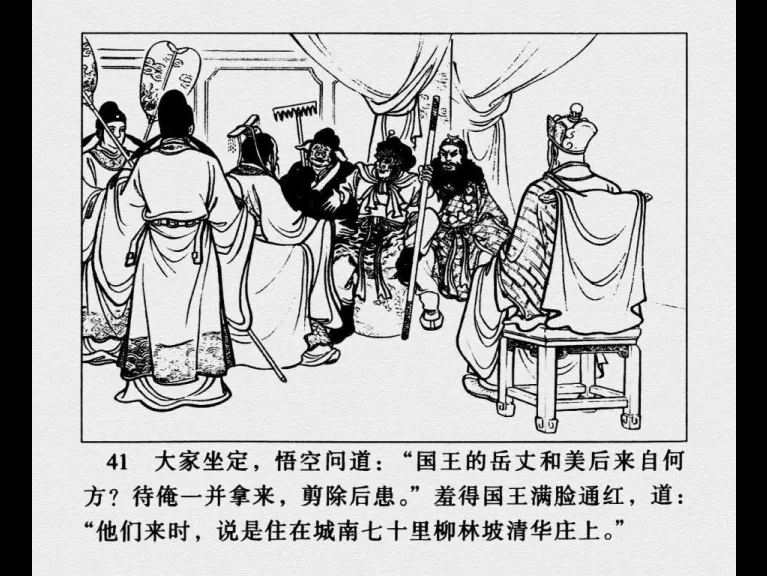 41 大家坐定，悟空问道：“国王的岳丈和美后来自何
方？待俺一并拿来，剪除后患。”羞得国王满脸通红，道：
“他们来时，说是住在城南七十里柳林坡清华庄上。”